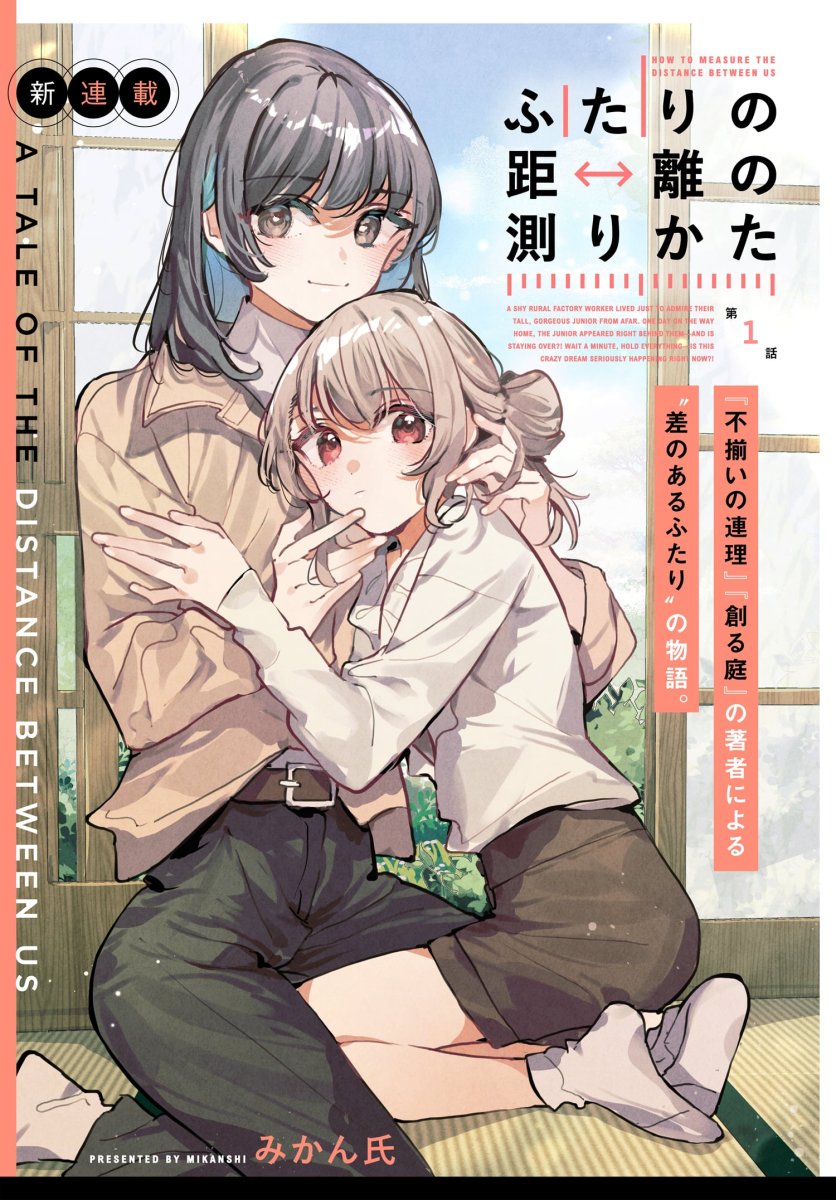 新連載
HOW TO MEASURE THE
DISTANCE BETWEEN US
ふたりの
距↔離の
測りかた
A SHY RURAL FACTORY WORKER LIVED JUST TO ADMIRE THEIR
TALL, GORGEOUS JUNIOR FROM AFAR. ONE DAY ON THE WAY
HOME, THE JUNIOR APPEARED RIGHT BEHIND THEM—AND IS
STAYING OVER?! WAIT A MINUTE, HOLD EVERYTHING—IS THIS
CRAZY DREAM SERIOUSLY HAPPENING RIGHT NOW?!
第1話
『不揃いの連理』『創る庭』の著者による
“差のあるふたり”の物語。
A TALE OF THE DISTANCE BETWEEN US
PRESENTED BY MIKANSHI みかん氏